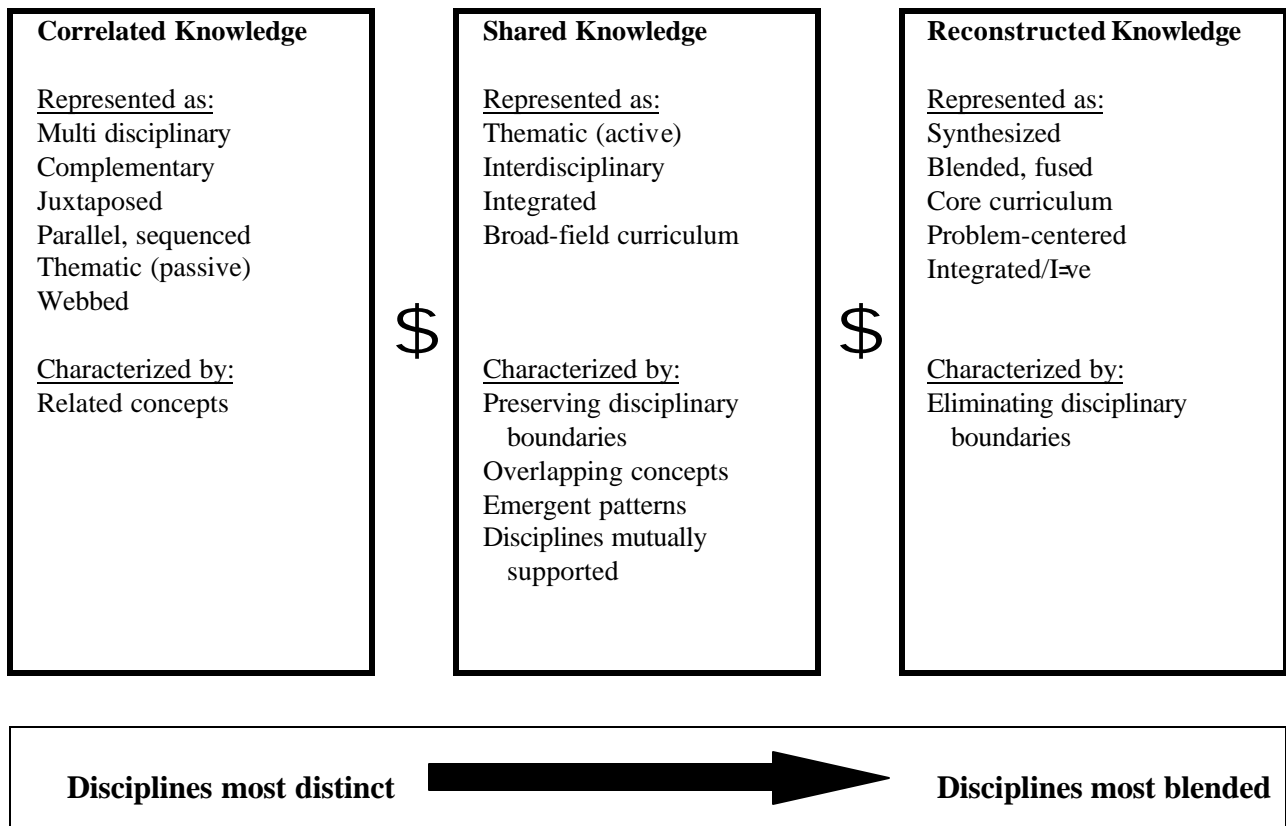 Correlated Knowledge
Represented as:
Multi disciplinary
Complementary
Juxtaposed
Parallel, sequenced
Thematic (passive)
Webbed
Characterized by:
Related concepts
$
Shared Knowledge
Represented as:
Thematic (active)
Interdisciplinary
Integrated
Broad-field curriculum
Characterized by:
Preserving disciplinary
boundaries
Overlapping concepts
Emergent patterns
Disciplines mutually
supported
$
Reconstructed Knowledge
Represented as:
Synthesized
Blended, fused
Core curriculum
Problem-centered
Integrated/I=ve
Characterized by:
Eliminating disciplinary
boundaries
Disciplines most distinct
Disciplines most blended